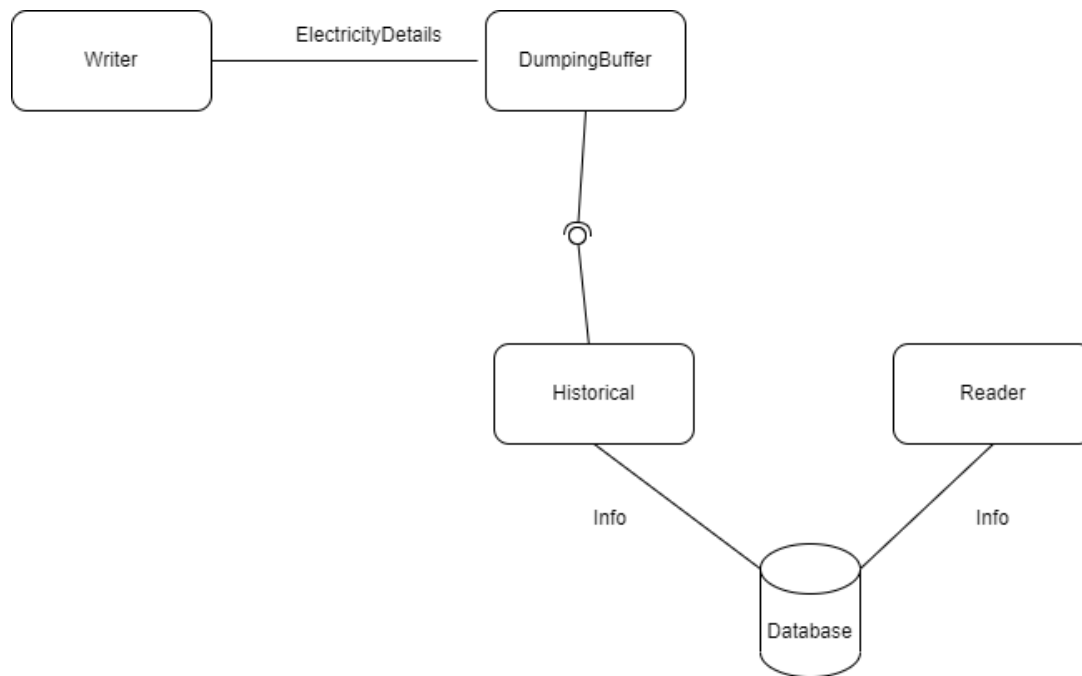 ElectricityDetails
Writer
DumpingBuffer
Historical
Reader
Info
Info
Database